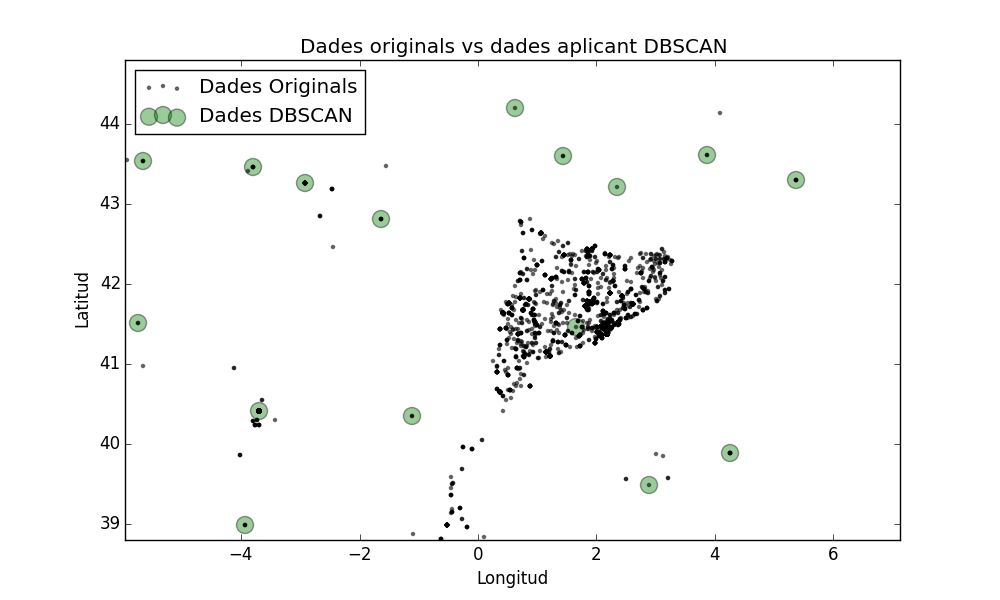 Dades originals vs dades aplicant DBSCAN
Dades Originals
Dades DBSCAN
44
43
42
41
40
39
Latitud
−4 −2 0 2 4 6
Longitud